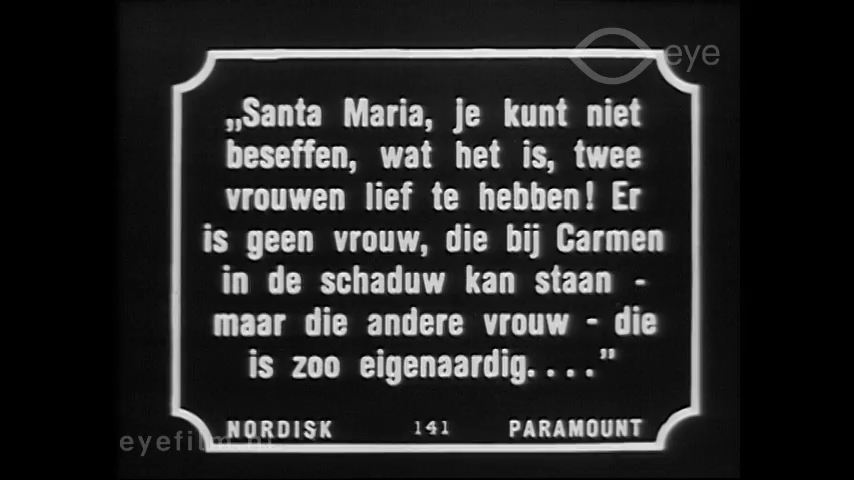 eye
„Santa Maria, je kunt niet
beseffen, wat het is, twee
vrouwen lief te hebben! Er
is geen vrouw, die bij Carmen
in de schaduw kan staan -
maar die andere vrouw - die
is zoo eigenaardig...."
NORDISK 141 PARAMOUNT
eyefilm.nl